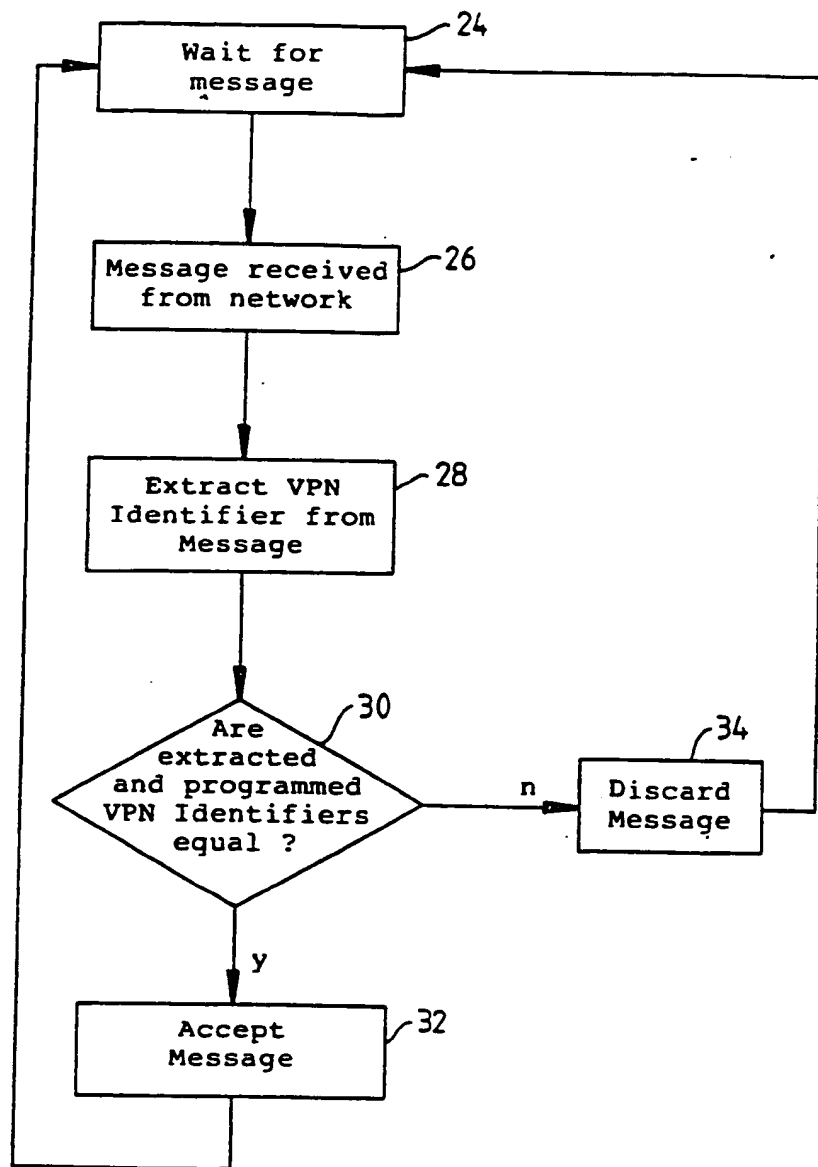 24
Wait for
message
26
Message received
from network
28
Extract VPN
Identifier from
Message
30
Are
extracted
and programmed
VPN Identifiers
equal ?
n
34
Discard
Message
y
32
Accept
Message